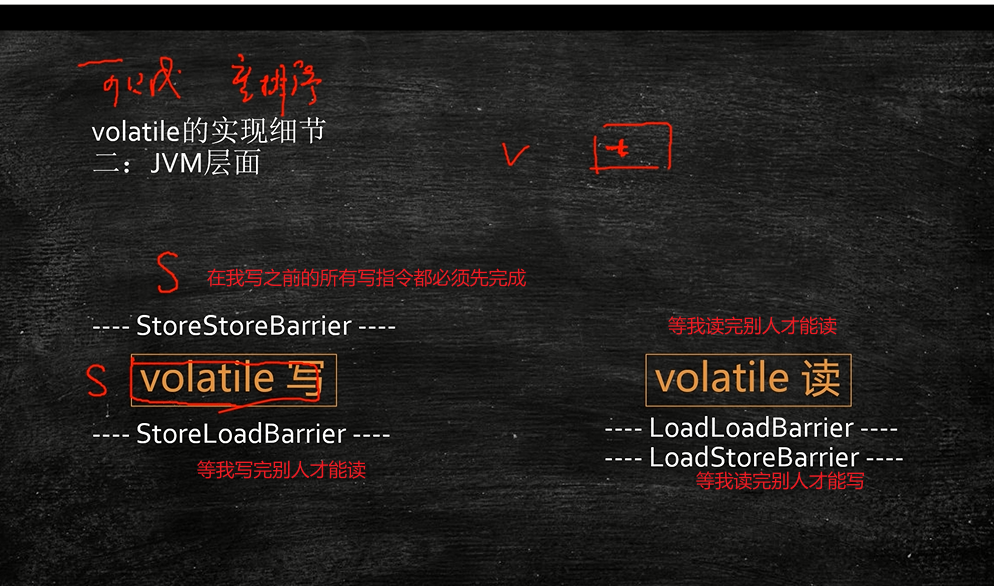 可见性 重排序
volatile的实现细节
二：JVM层面
V
S 在我写之前的所有写指令都必须先完成
---- StoreStoreBarrier ----
S volatile 写
---- StoreLoadBarrier ----
等我写完别人才能读
等我读完别人才能读
volatile 读
---- LoadLoadBarrier ----
---- LoadStoreBarrier ----
等我读完别人才能写